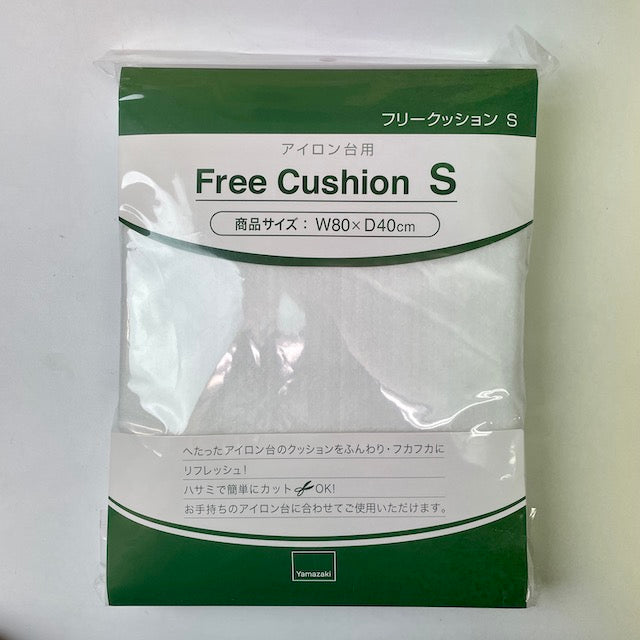 フリークッション S
アイロン台用
Free Cushion S
商品サイズ：W80×D40cm
へたったアイロン台のクッションをふんわり・フカフカに
リフレッシュ！
ハサミで簡単にカットOK！
お手持ちのアイロン台に合わせてご使用いただけます。
Yamazaki